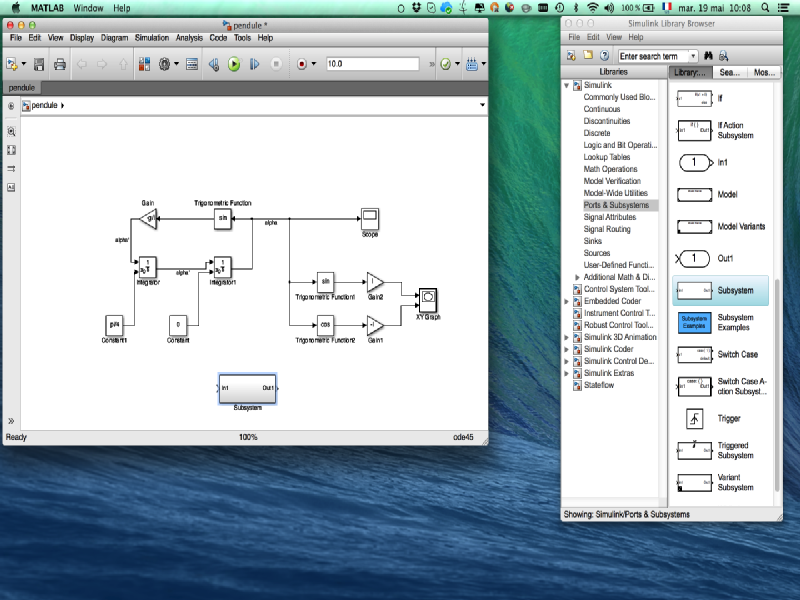 MATLAB Window Help 100 % mar. 19 mai 10:08
pendule *
File Edit View Display Diagram Simulation Analysis Code Tools Help
10.0
pendule
pendule
Gain
Trigonometric Function
sin
alpha
Scope
alpha''
Integrator
alpha'
Integrator1
sin
Trigonometric Function1
Gain2
XY Graph
pi/4
Constant1
0
Constant
cos
Trigonometric Function2
-l
Gain1
In1 Out1
Subsystem
Ready 100% ode45
Simulink Library Browser
File Edit View Help
Enter search term
Libraries
Library:... Sea... Mos...
Simulink
Commonly Used Blo...
Continuous
Discontinuities
Discrete
Logic and Bit Operati...
Lookup Tables
Math Operations
Model Verification
Model-Wide Utilities
Ports & Subsystems
Signal Attributes
Signal Routing
Sinks
Sources
User-Defined Functi...
Additional Math & Di...
Control System Tool...
Embedded Coder
Instrument Control T...
Robust Control Tool...
Simulink 3D Animation
Simulink Coder
Simulink Control De...
Simulink Extras
Stateflow
If
If Action
Subsystem
1
In1
Model
Model Variants
1
Out1
Subsystem
Subsystem
Examples
Subsystem
Examples
Switch Case
Switch Case A-
ction Subsyst...
Trigger
Triggered
Subsystem
Variant
Subsystem
Showing: Simulink/Ports & Subsystems